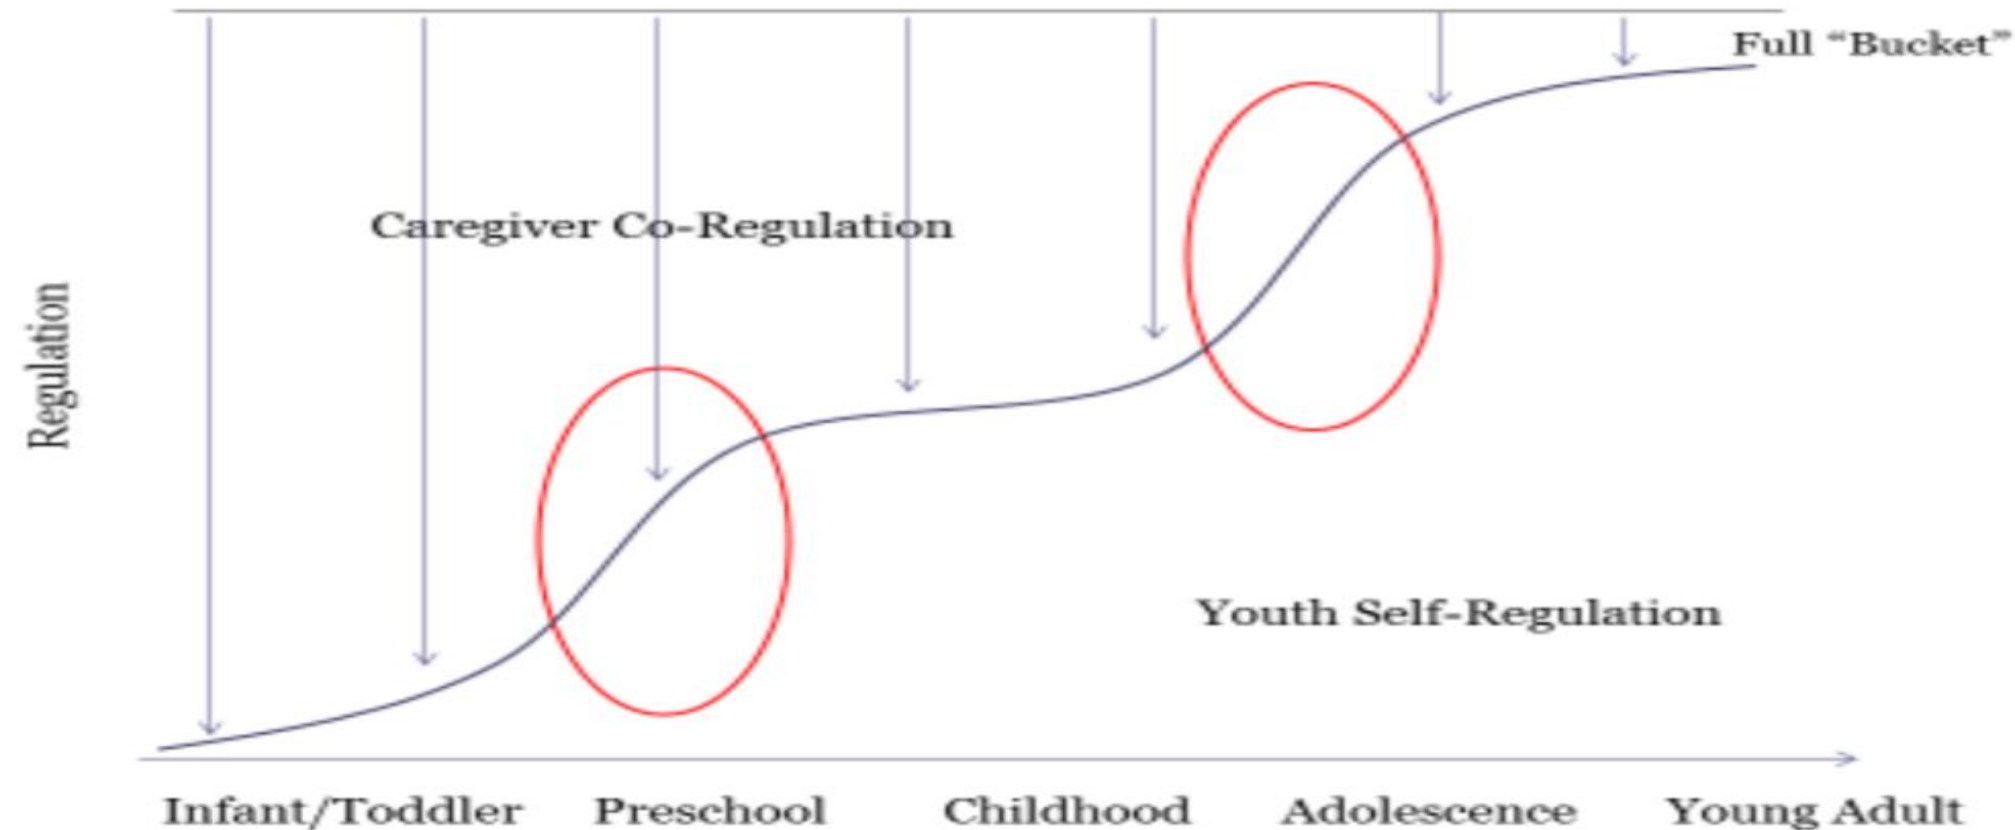 Full “Bucket”
Caregiver Co-Regulation
Regulation
Youth Self-Regulation
Infant/Toddler Preschool Childhood Adolescence Young Adult